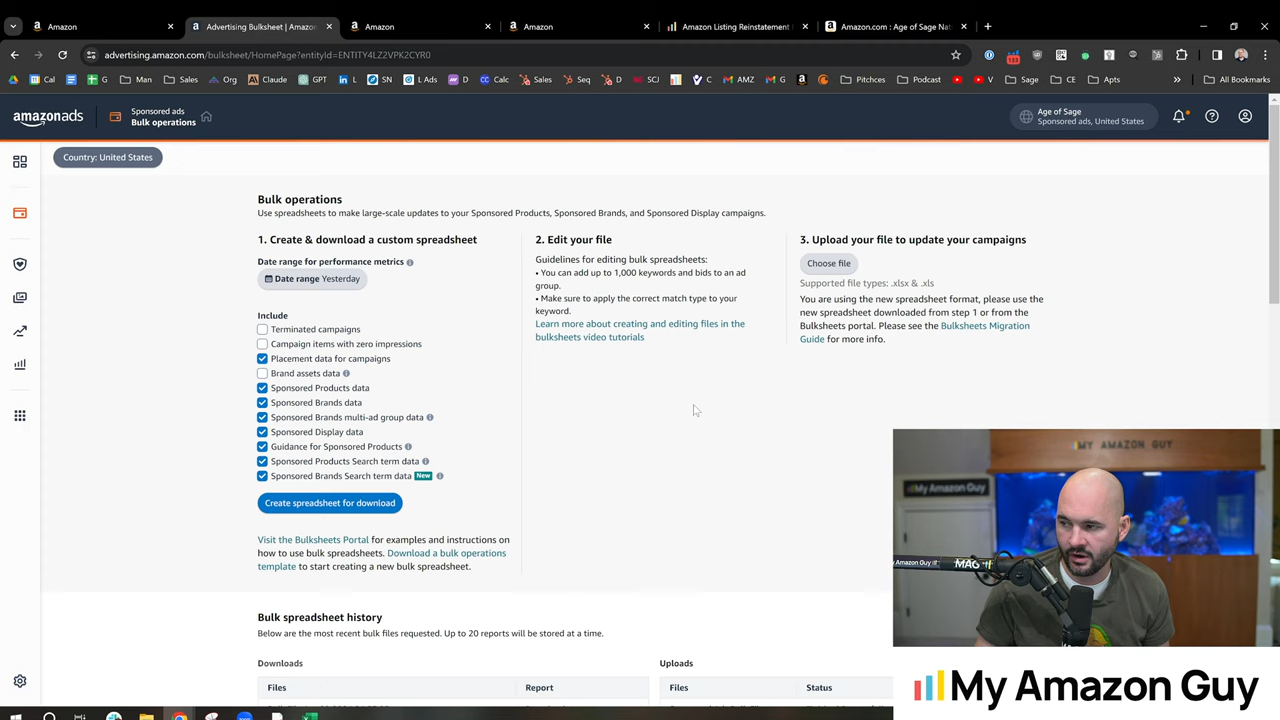 Amazon
Advertising Bulksheet | Amazon
Amazon
Amazon
Amazon Listing Reinstatement
Amazon.com : Age of Sage Nat
advertising.amazon.com/bulksheet/HomePage?entityId=ENTITY4LZ2VPK2CYR0
Cal
G
Man
Sales
Org
Claude
GPT
L
SN
L Ads
D
Calc
Sales
Seq
D
SCJ
C
AMZ
G
Pitchces
Podcast
V
Sage
CE
Apts
All Bookmarks
amazonads
Sponsored ads
Bulk operations
Age of Sage
Sponsored ads, United States
Country: United States
Bulk operations
Use spreadsheets to make large-scale updates to your Sponsored Products, Sponsored Brands, and Sponsored Display campaigns.
1. Create & download a custom spreadsheet
Date range for performance metrics
Date range Yesterday
Include
Terminated campaigns
Campaign items with zero impressions
Placement data for campaigns
Brand assets data
Sponsored Products data
Sponsored Brands data
Sponsored Brands multi-ad group data
Sponsored Display data
Guidance for Sponsored Products
Sponsored Products Search term data
Sponsored Brands Search term data New
Create spreadsheet for download
Visit the Bulksheets Portal for examples and instructions on
how to use bulk spreadsheets. Download a bulk operations
template to start creating a new bulk spreadsheet.
2. Edit your file
Guidelines for editing bulk spreadsheets:
• You can add up to 1,000 keywords and bids to an ad
group.
• Make sure to apply the correct match type to your
keyword.
Learn more about creating and editing files in the
bulksheets video tutorials
3. Upload your file to update your campaigns
Choose file
Supported file types: .xlsx & .xls
You are using the new spreadsheet format, please use the
new spreadsheet downloaded from step 1 or from the
Bulksheets portal. Please see the Bulksheets Migration
Guide for more info.
Bulk spreadsheet history
Below are the most recent bulk files requested. Up to 20 reports will be stored at a time.
Downloads
Files
Report
Uploads
Files
Status
MY AMAZON GUY
My Amazon Guy
Amazon Guy
MAG
My Amazon Guy